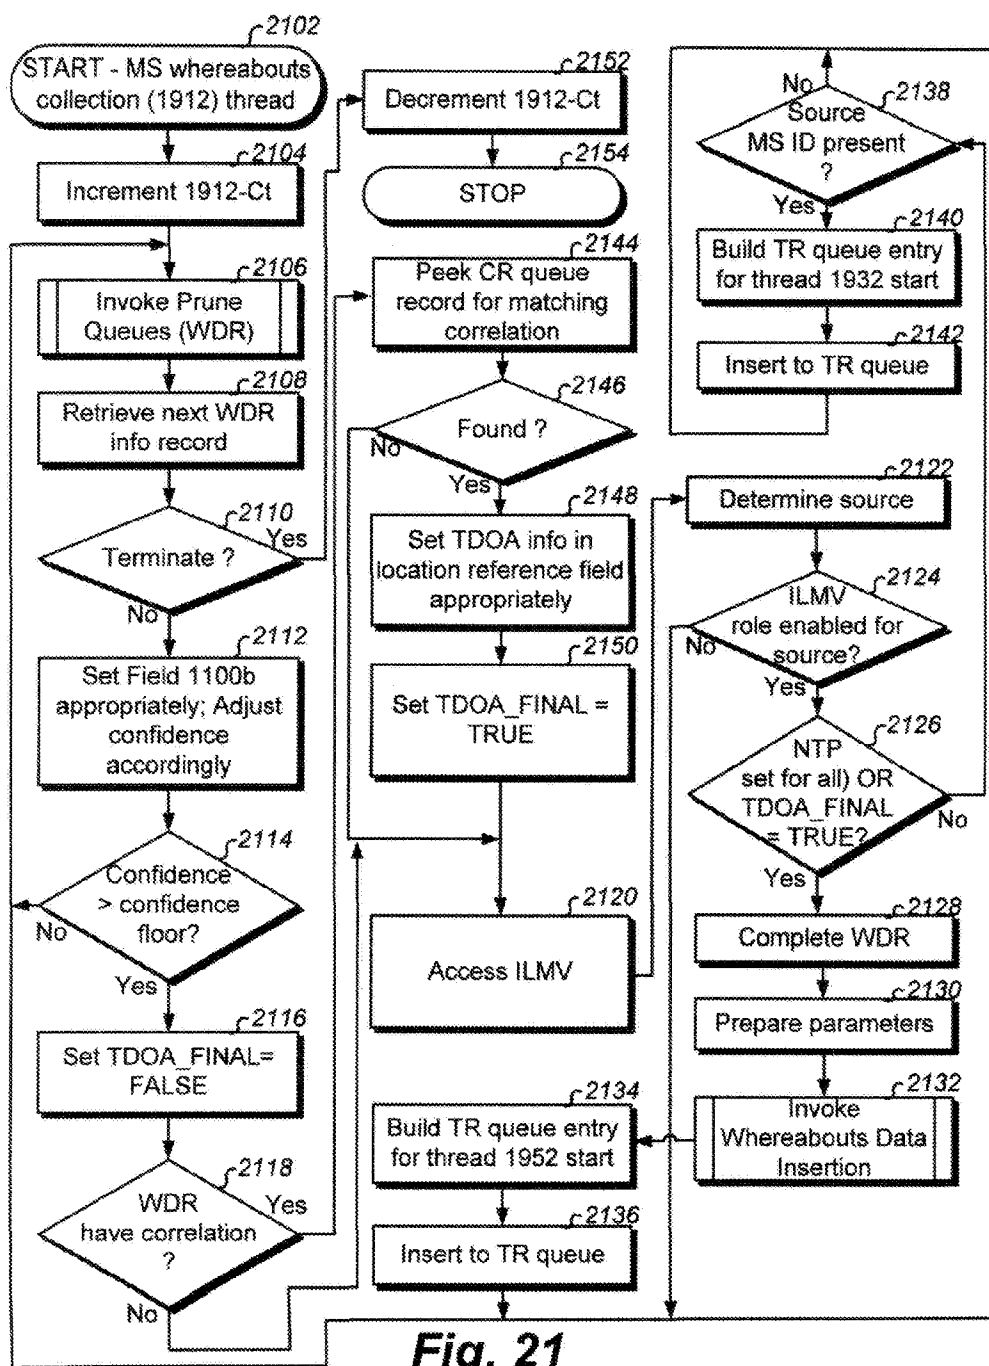 2102
START - MS whereabouts
collection (1912) thread
2104
Increment 1912-Ct
2106
Invoke Prune
Queues (WDR)
2108
Retrieve next WDR
info record
2110
Terminate ?
Yes
No
2112
Set Field 1100b
appropriately; Adjust
confidence
accordingly
2114
Confidence
> confidence
floor?
No
Yes
2116
Set TDOA_FINAL=
FALSE
2118
WDR
have correlation
?
Yes
No
2152
Decrement 1912-Ct
2154
STOP
2144
Peek CR queue
record for matching
correlation
2146
Found ?
No
Yes
2148
Set TDOA info in
location reference field
appropriately
2150
Set TDOA_FINAL =
TRUE
2120
Access ILMV
2134
Build TR queue entry
for thread 1952 start
2136
Insert to TR queue
No
2138
Source
MS ID present
?
Yes
2140
Build TR queue entry
for thread 1932 start
2142
Insert to TR queue
2122
Determine source
2124
ILMV
role enabled for
source?
No
Yes
2126
NTP
set for all) OR
TDOA_FINAL
= TRUE?
No
Yes
2128
Complete WDR
2130
Prepare parameters
2132
Invoke
Whereabouts Data
Insertion
Fig. 21